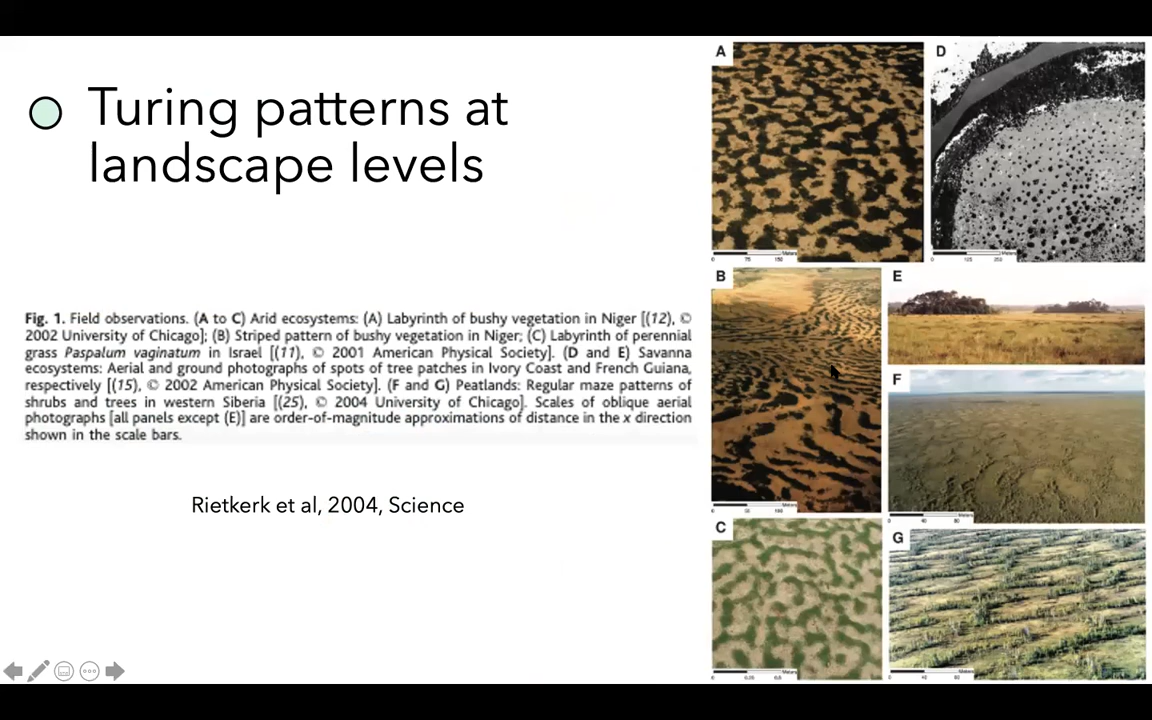 Turing patterns at
landscape levels
Fig. 1. Field observations. (A to C) Arid ecosystems: (A) Labyrinth of bushy vegetation in Niger [(12), ©
2002 University of Chicago]; (B) Striped pattern of bushy vegetation in Niger; (C) Labyrinth of perennial
grass Paspalum vaginatum in Israel [(11), © 2001 American Physical Society]. (D and E) Savanna
ecosystems: Aerial and ground photographs of spots of tree patches in Ivory Coast and French Guiana,
respectively [(15), © 2002 American Physical Society]. (F and G) Peatlands: Regular maze patterns of
shrubs and trees in western Siberia [(25), © 2004 University of Chicago]. Scales of oblique aerial
photographs [all panels except (E)] are order-of-magnitude approximations of distance in the x direction
shown in the scale bars.
Rietkerk et al, 2004, Science
A
D
B
E
F
C
G